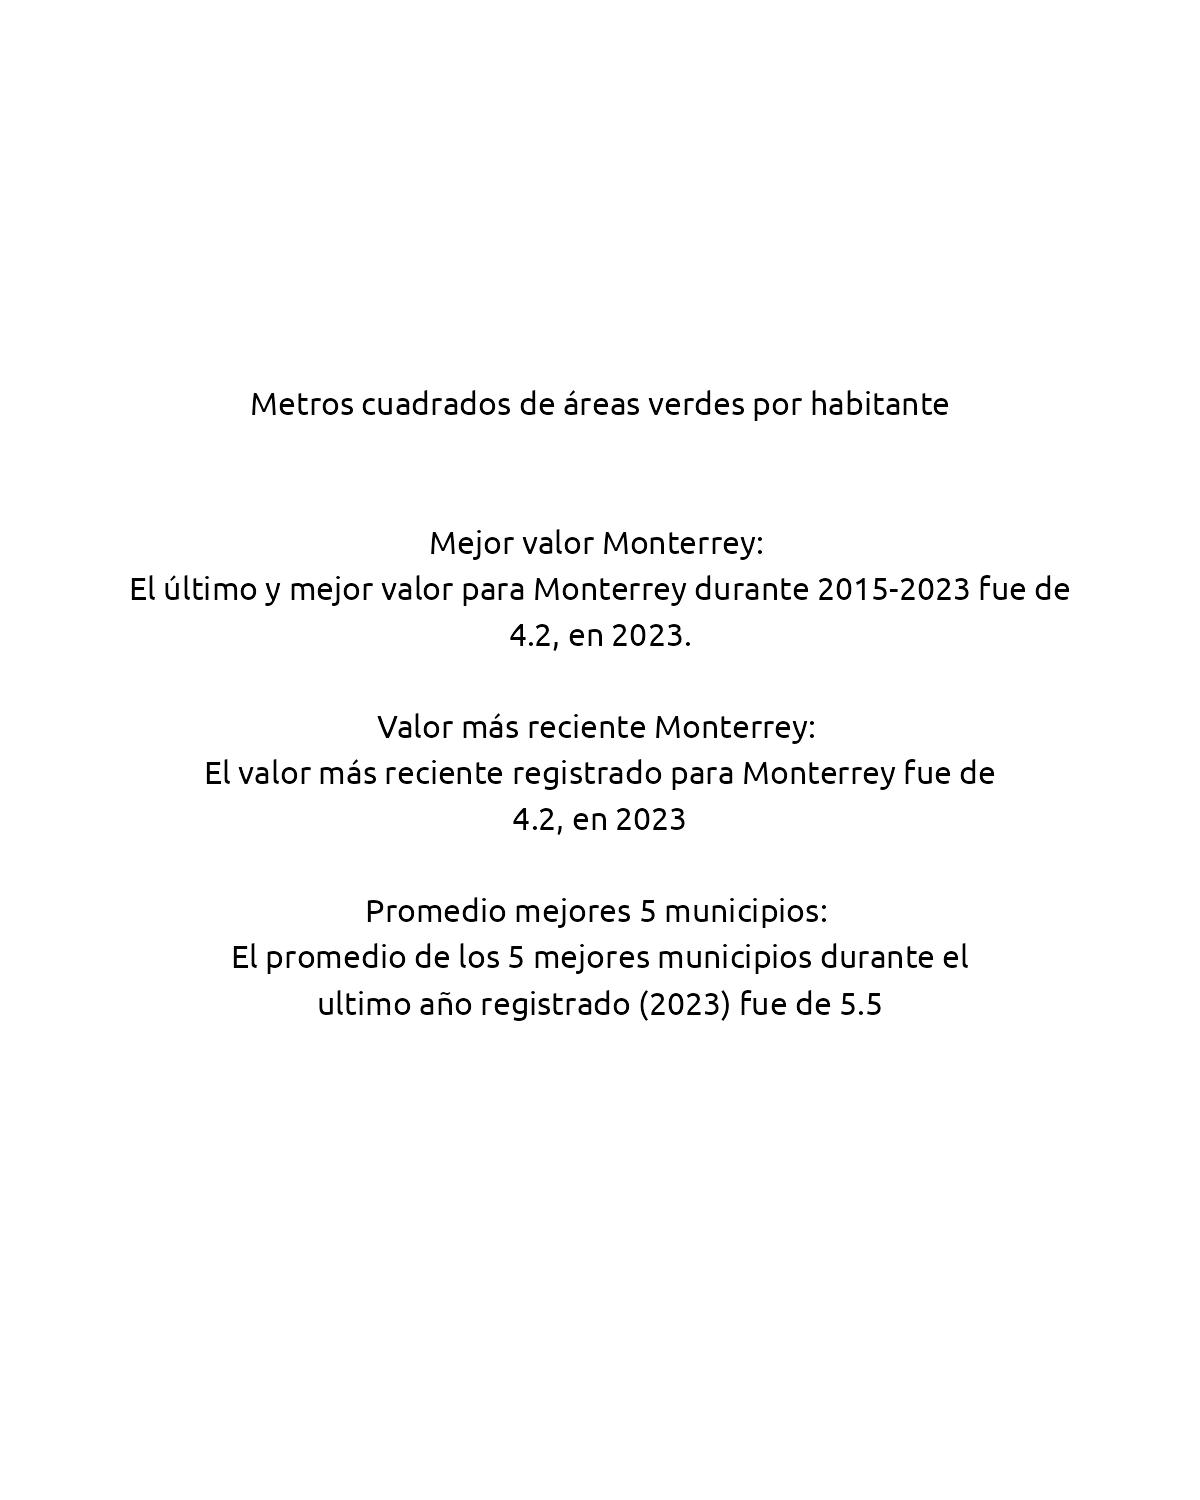 Metros cuadrados de áreas verdes por habitante
Mejor valor Monterrey:
El último y mejor valor para Monterrey durante 2015-2023 fue de
4.2, en 2023.
Valor más reciente Monterrey:
El valor más reciente registrado para Monterrey fue de
4.2, en 2023
Promedio mejores 5 municipios:
El promedio de los 5 mejores municipios durante el
ultimo año registrado (2023) fue de 5.5